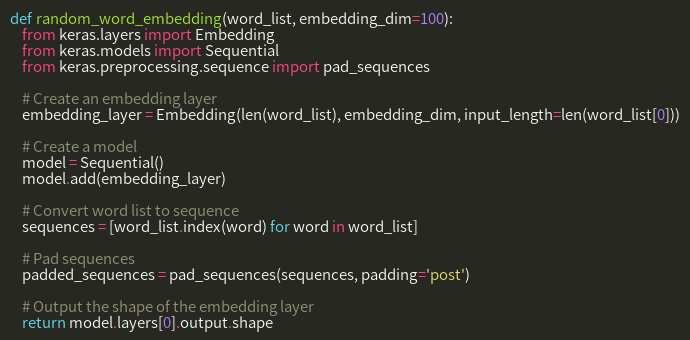 def random_word_embedding(word_list, embedding_dim=100):
from keras.layers import Embedding
from keras.models import Sequential
from keras.preprocessing.sequence import pad_sequences
# Create an embedding layer
embedding_layer = Embedding(len(word_list), embedding_dim, input_length=len(word_list[0]))
# Create a model
model = Sequential()
model.add(embedding_layer)
# Convert word list to sequence
sequences = [word_list.index(word) for word in word_list]
# Pad sequences
padded_sequences = pad_sequences(sequences, padding='post')
# Output the shape of the embedding layer
return model.layers[0].output.shape